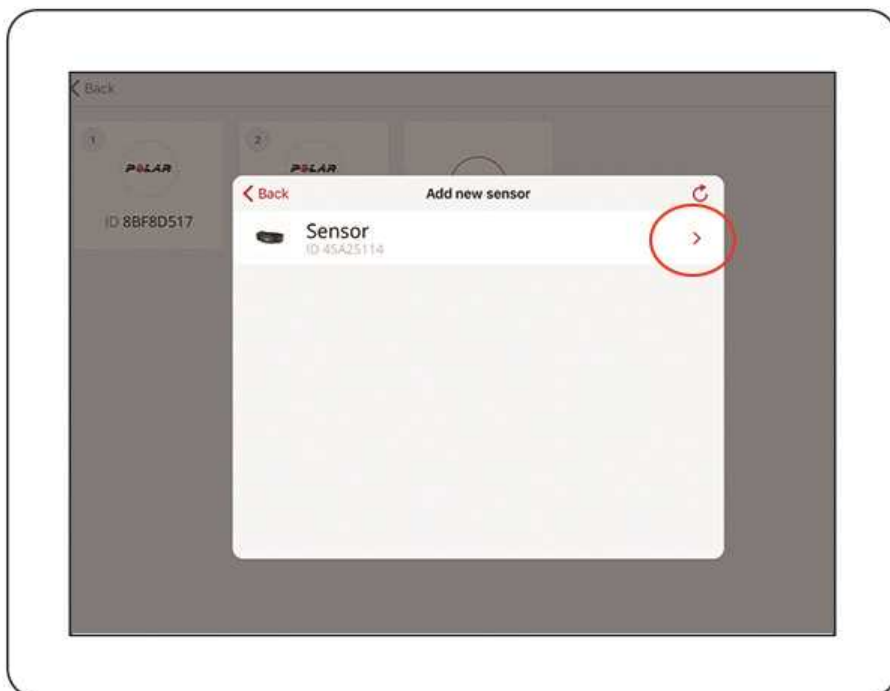 Back
1
POLAR
ID 8BF8D517
2
POLAR
Back
Add new sensor
Sensor
ID 45A25114